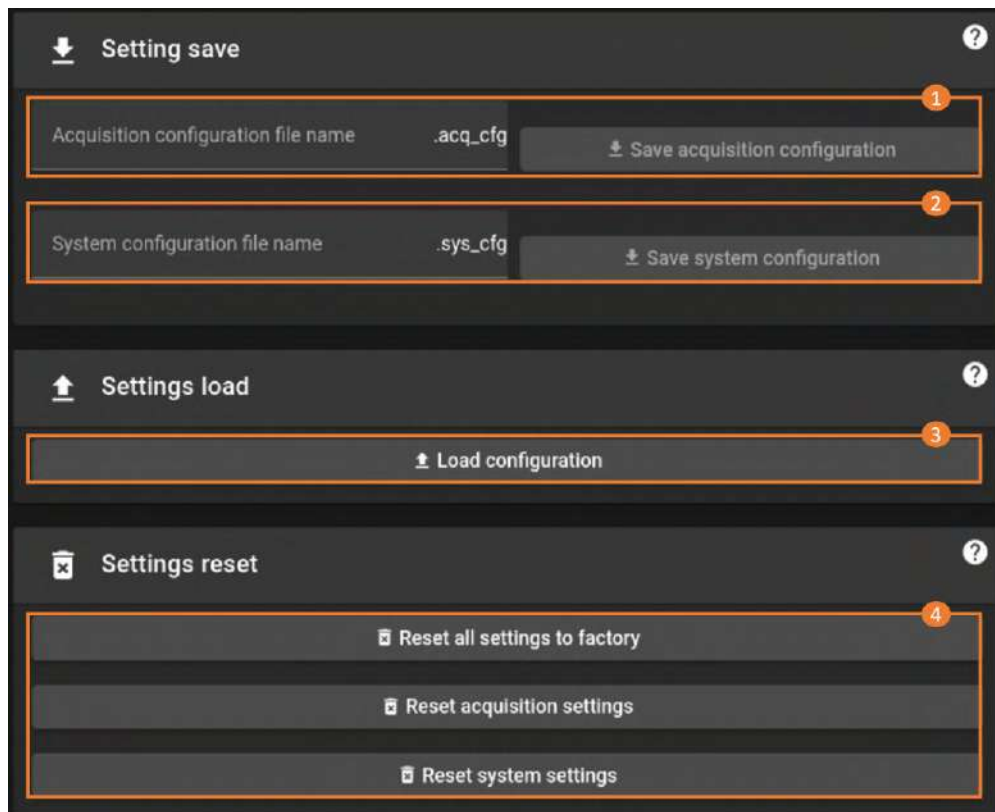 Setting save
?
1
Acquisition configuration file name .acq_cfg
Save acquisition configuration
2
System configuration file name .sys_cfg
Save system configuration
Settings load
?
3
Load configuration
Settings reset
?
4
Reset all settings to factory
Reset acquisition settings
Reset system settings